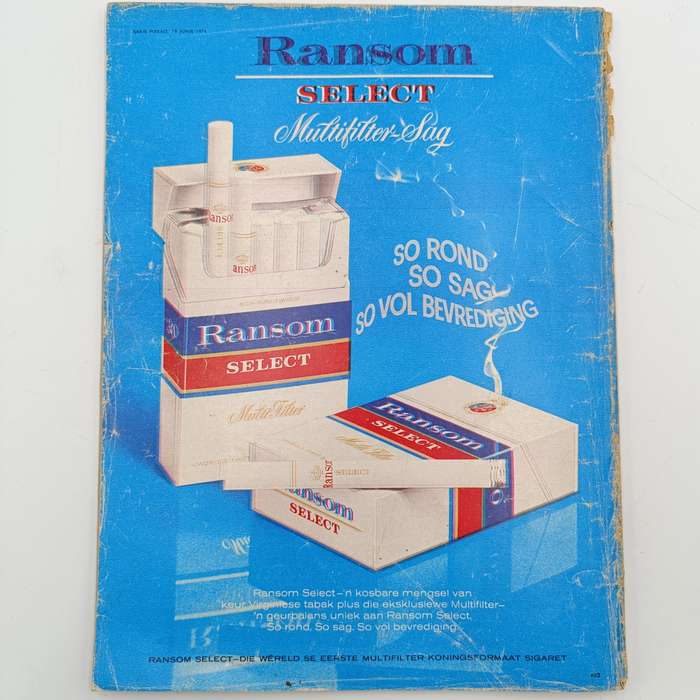 Ransom
SELECT
Multifilter-Sag
SO ROND
SO SAG
SO VOL BEVREDIGING
Ransom
SELECT
Multi Filter
Ransom
SELECT
Ransom
SELECT
SELECT
Ransom Select-'n kosbare mengsel van
keur Virginiese tabak plus die eksklusiewe Multifilter-
'n geurbalans uniek aan Ransom Select.
So rond. So sag. So vol bevrediging.
RANSOM SELECT-DIE WÊRELD SE EERSTE MULTIFILTER KONINGSFORMAAT SIGARET